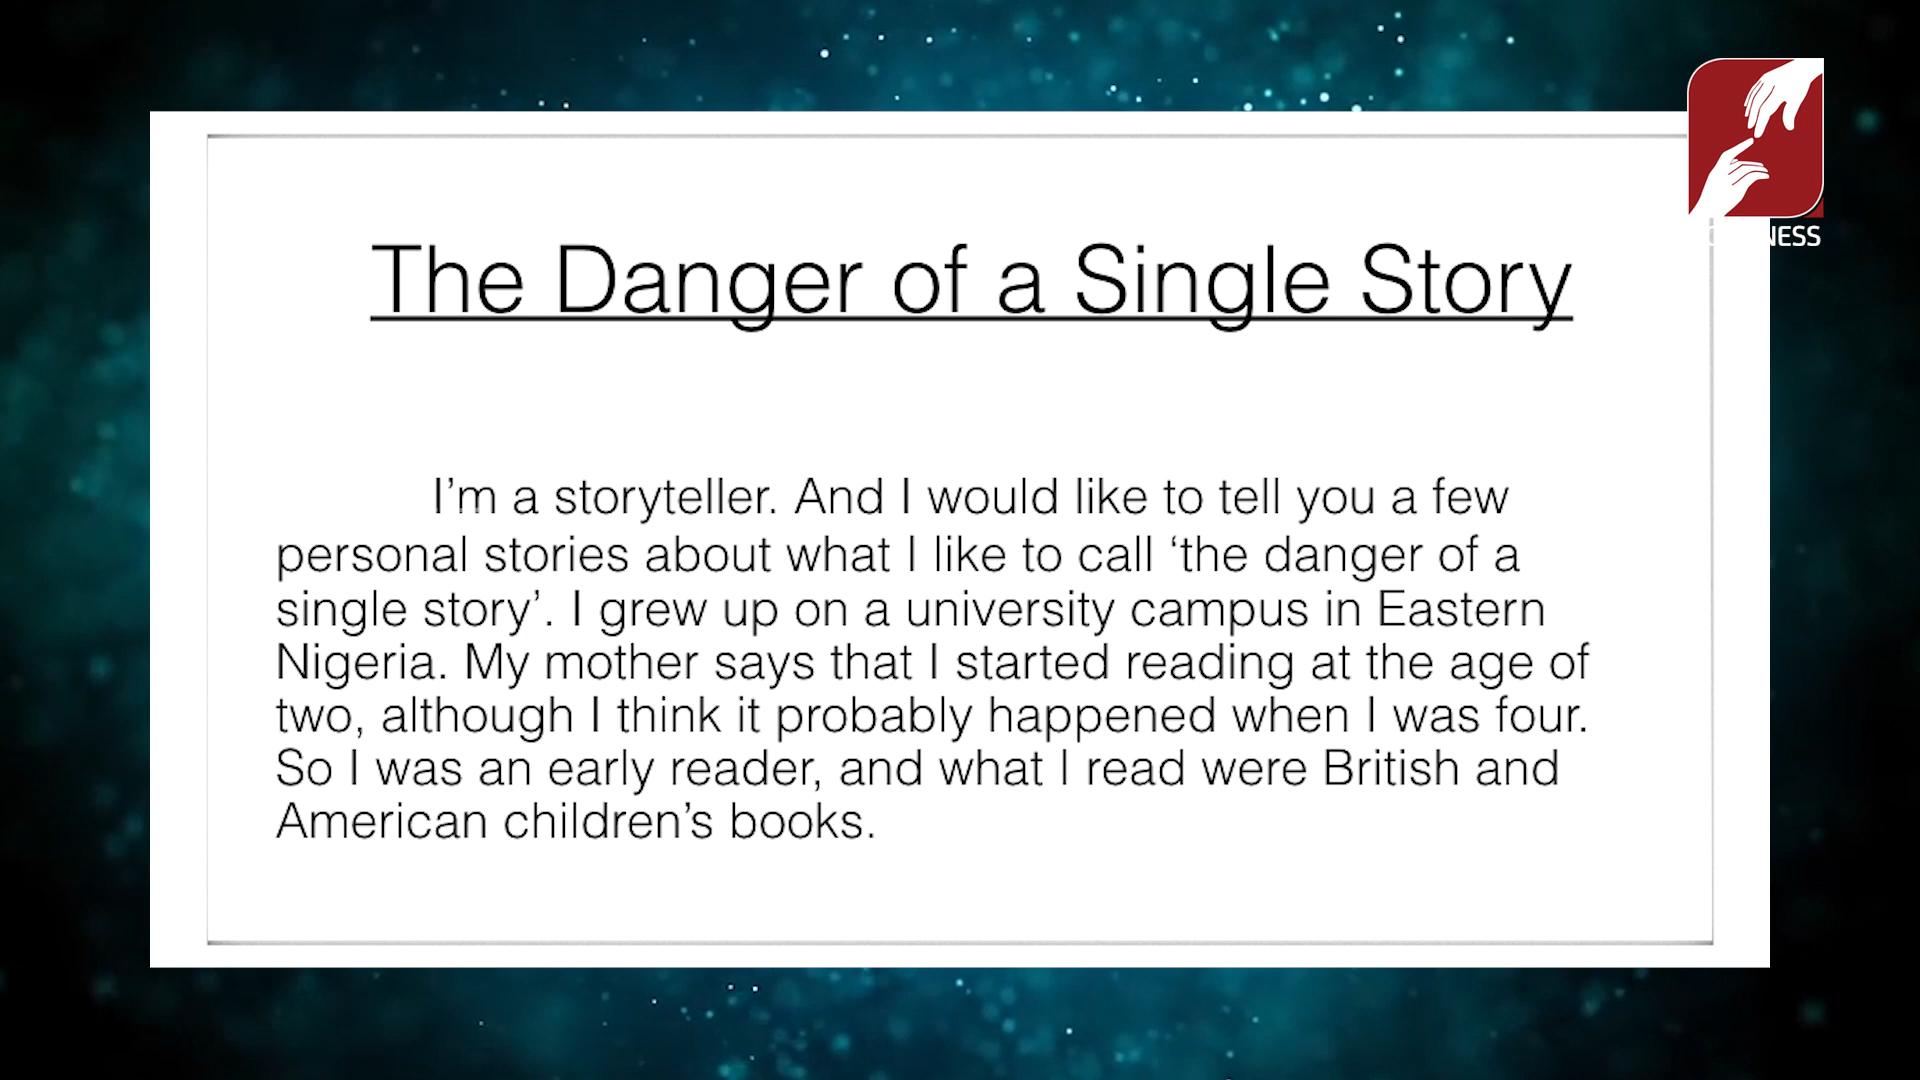 The Danger of a Single Story
I’m a storyteller. And I would like to tell you a few
personal stories about what I like to call ‘the danger of a
single story’. I grew up on a university campus in Eastern
Nigeria. My mother says that I started reading at the age of
two, although I think it probably happened when I was four.
So I was an early reader, and what I read were British and
American children’s books.